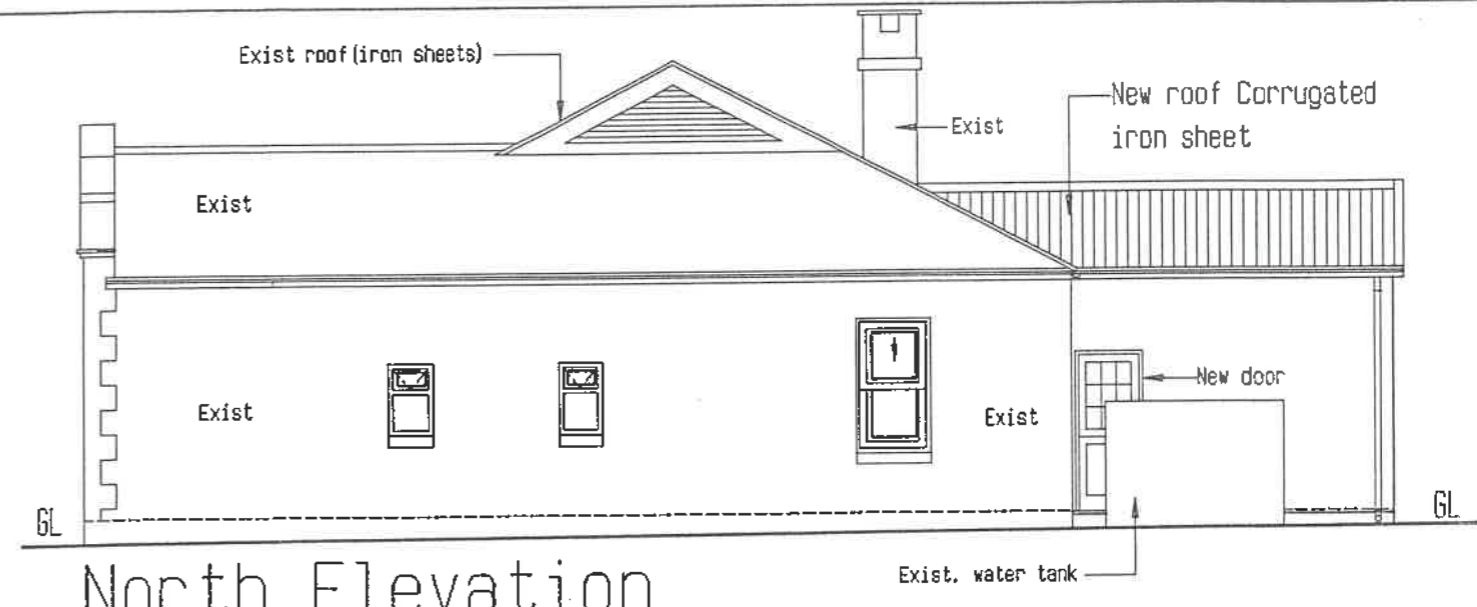 Exist roof(iron sheets)
New roof Corrugated
iron sheet
Exist
Exist
Exist
Exist
New door
GL
GL
Exist. water tank
North Elevation